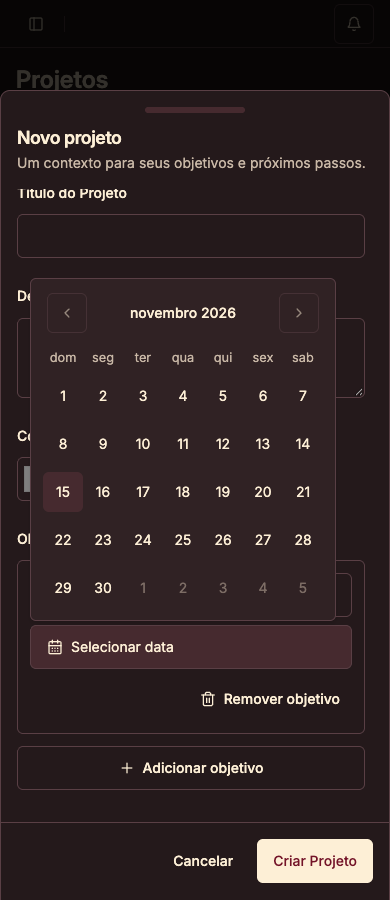 Projetos
Novo projeto
Um contexto para seus objetivos e próximos passos.
Título do Projeto
novembro 2026
dom seg ter qua qui sex sab
1 2 3 4 5 6 7
8 9 10 11 12 13 14
15 16 17 18 19 20 21
22 23 24 25 26 27 28
29 30 1 2 3 4 5
Selecionar data
Remover objetivo
Adicionar objetivo
Cancelar
Criar Projeto